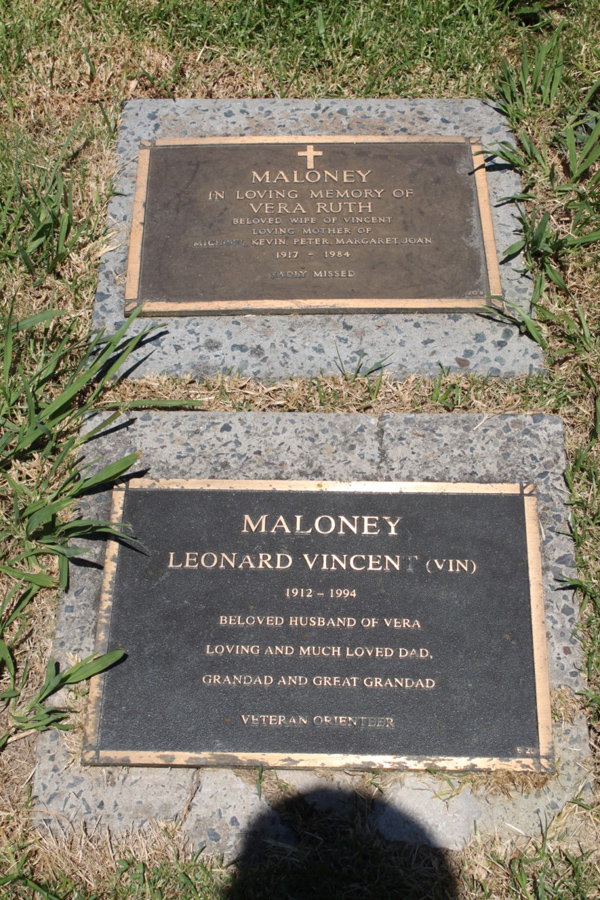 MALONEY
IN LOVING MEMORY OF
VERA RUTH
BELOVED WIFE OF VINCENT
LOVING MOTHER OF
KEVIN, PETER, MARGARET, JOAN
1917 - 1984
SADLY MISSED
MALONEY
LEONARD VINCENT (VIN)
1912 - 1994
BELOVED HUSBAND OF VERA
LOVING AND MUCH LOVED DAD,
GRANDAD AND GREAT GRANDAD
VETERAN ORIENTEER